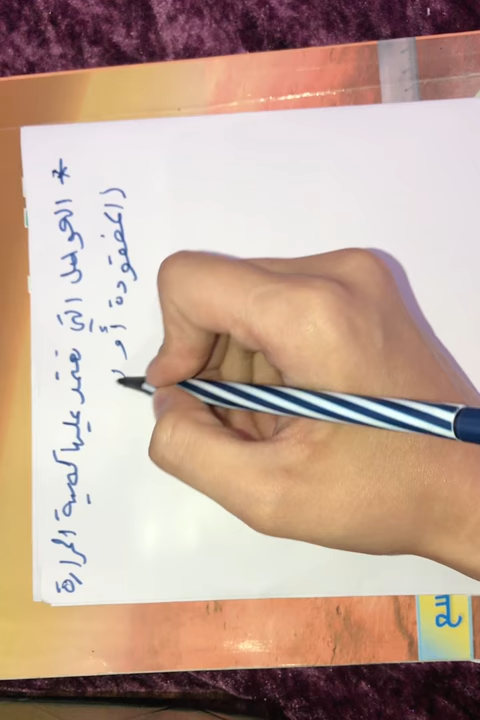 * العوامل التي تعتمد عليها كمية الحرارة
(المفقودة أو